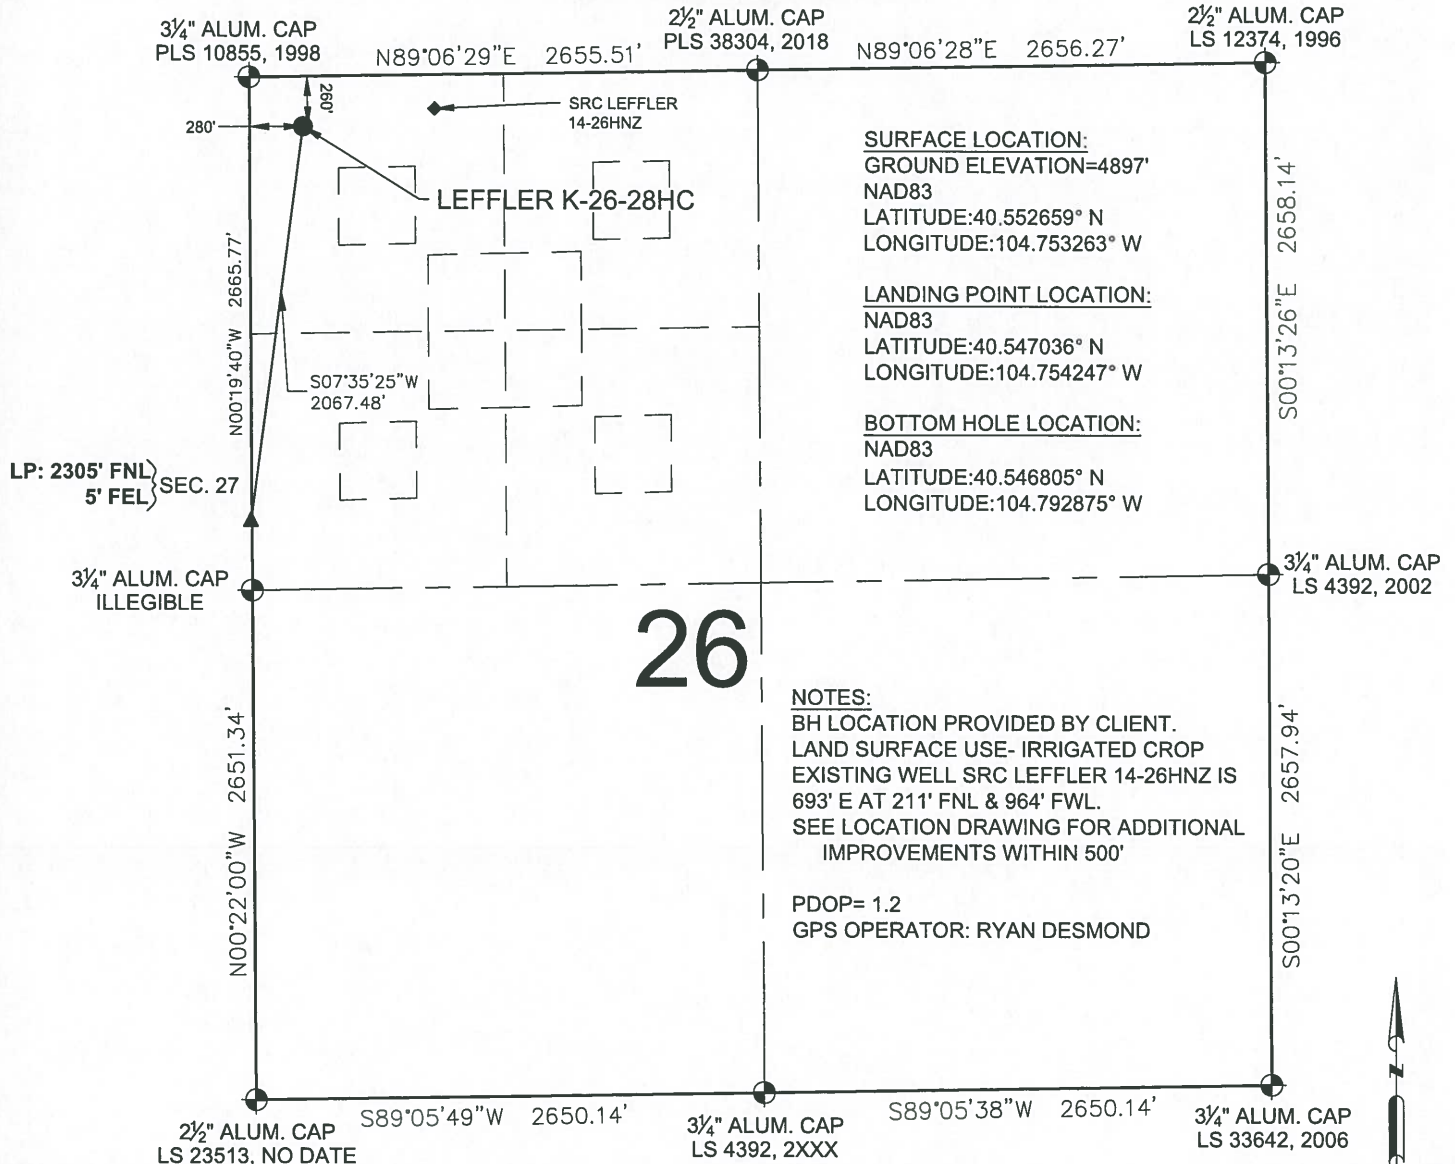 3¼" ALUM. CAP
PLS 10855, 1998
N89°06'29"E 2655.51'
2½" ALUM. CAP
PLS 38304, 2018
N89°06'28"E 2656.27'
2½" ALUM. CAP
LS 12374, 1996
260'
280'
SRC LEFFLER
14-26HNZ
LEFFLER K-26-28HC
SURFACE LOCATION:
GROUND ELEVATION=4897'
NAD83
LATITUDE:40.552659° N
LONGITUDE:104.753263° W
LANDING POINT LOCATION:
NAD83
LATITUDE:40.547036° N
LONGITUDE:104.754247° W
BOTTOM HOLE LOCATION:
NAD83
LATITUDE:40.546805° N
LONGITUDE:104.792875° W
N00°19'40"W 2665.77'
S00°13'26"E 2658.14'
S07°35'25"W
2067.48'
LP: 2305' FNL
5' FEL
SEC. 27
3¼" ALUM. CAP
ILLEGIBLE
3¼" ALUM. CAP
LS 4392, 2002
26
NOTES:
BH LOCATION PROVIDED BY CLIENT.
LAND SURFACE USE- IRRIGATED CROP
EXISTING WELL SRC LEFFLER 14-26HNZ IS
693' E AT 211' FNL & 964' FWL.
SEE LOCATION DRAWING FOR ADDITIONAL
IMPROVEMENTS WITHIN 500'
PDOP= 1.2
GPS OPERATOR: RYAN DESMOND
N00°22'00"W 2651.34'
S00°13'20"E 2657.94'
N
2½" ALUM. CAP
LS 23513, NO DATE
S89°05'49"W 2650.14'
3¼" ALUM. CAP
LS 4392, 2XXX
S89°05'38"W 2650.14'
3¼" ALUM. CAP
LS 33642, 2006